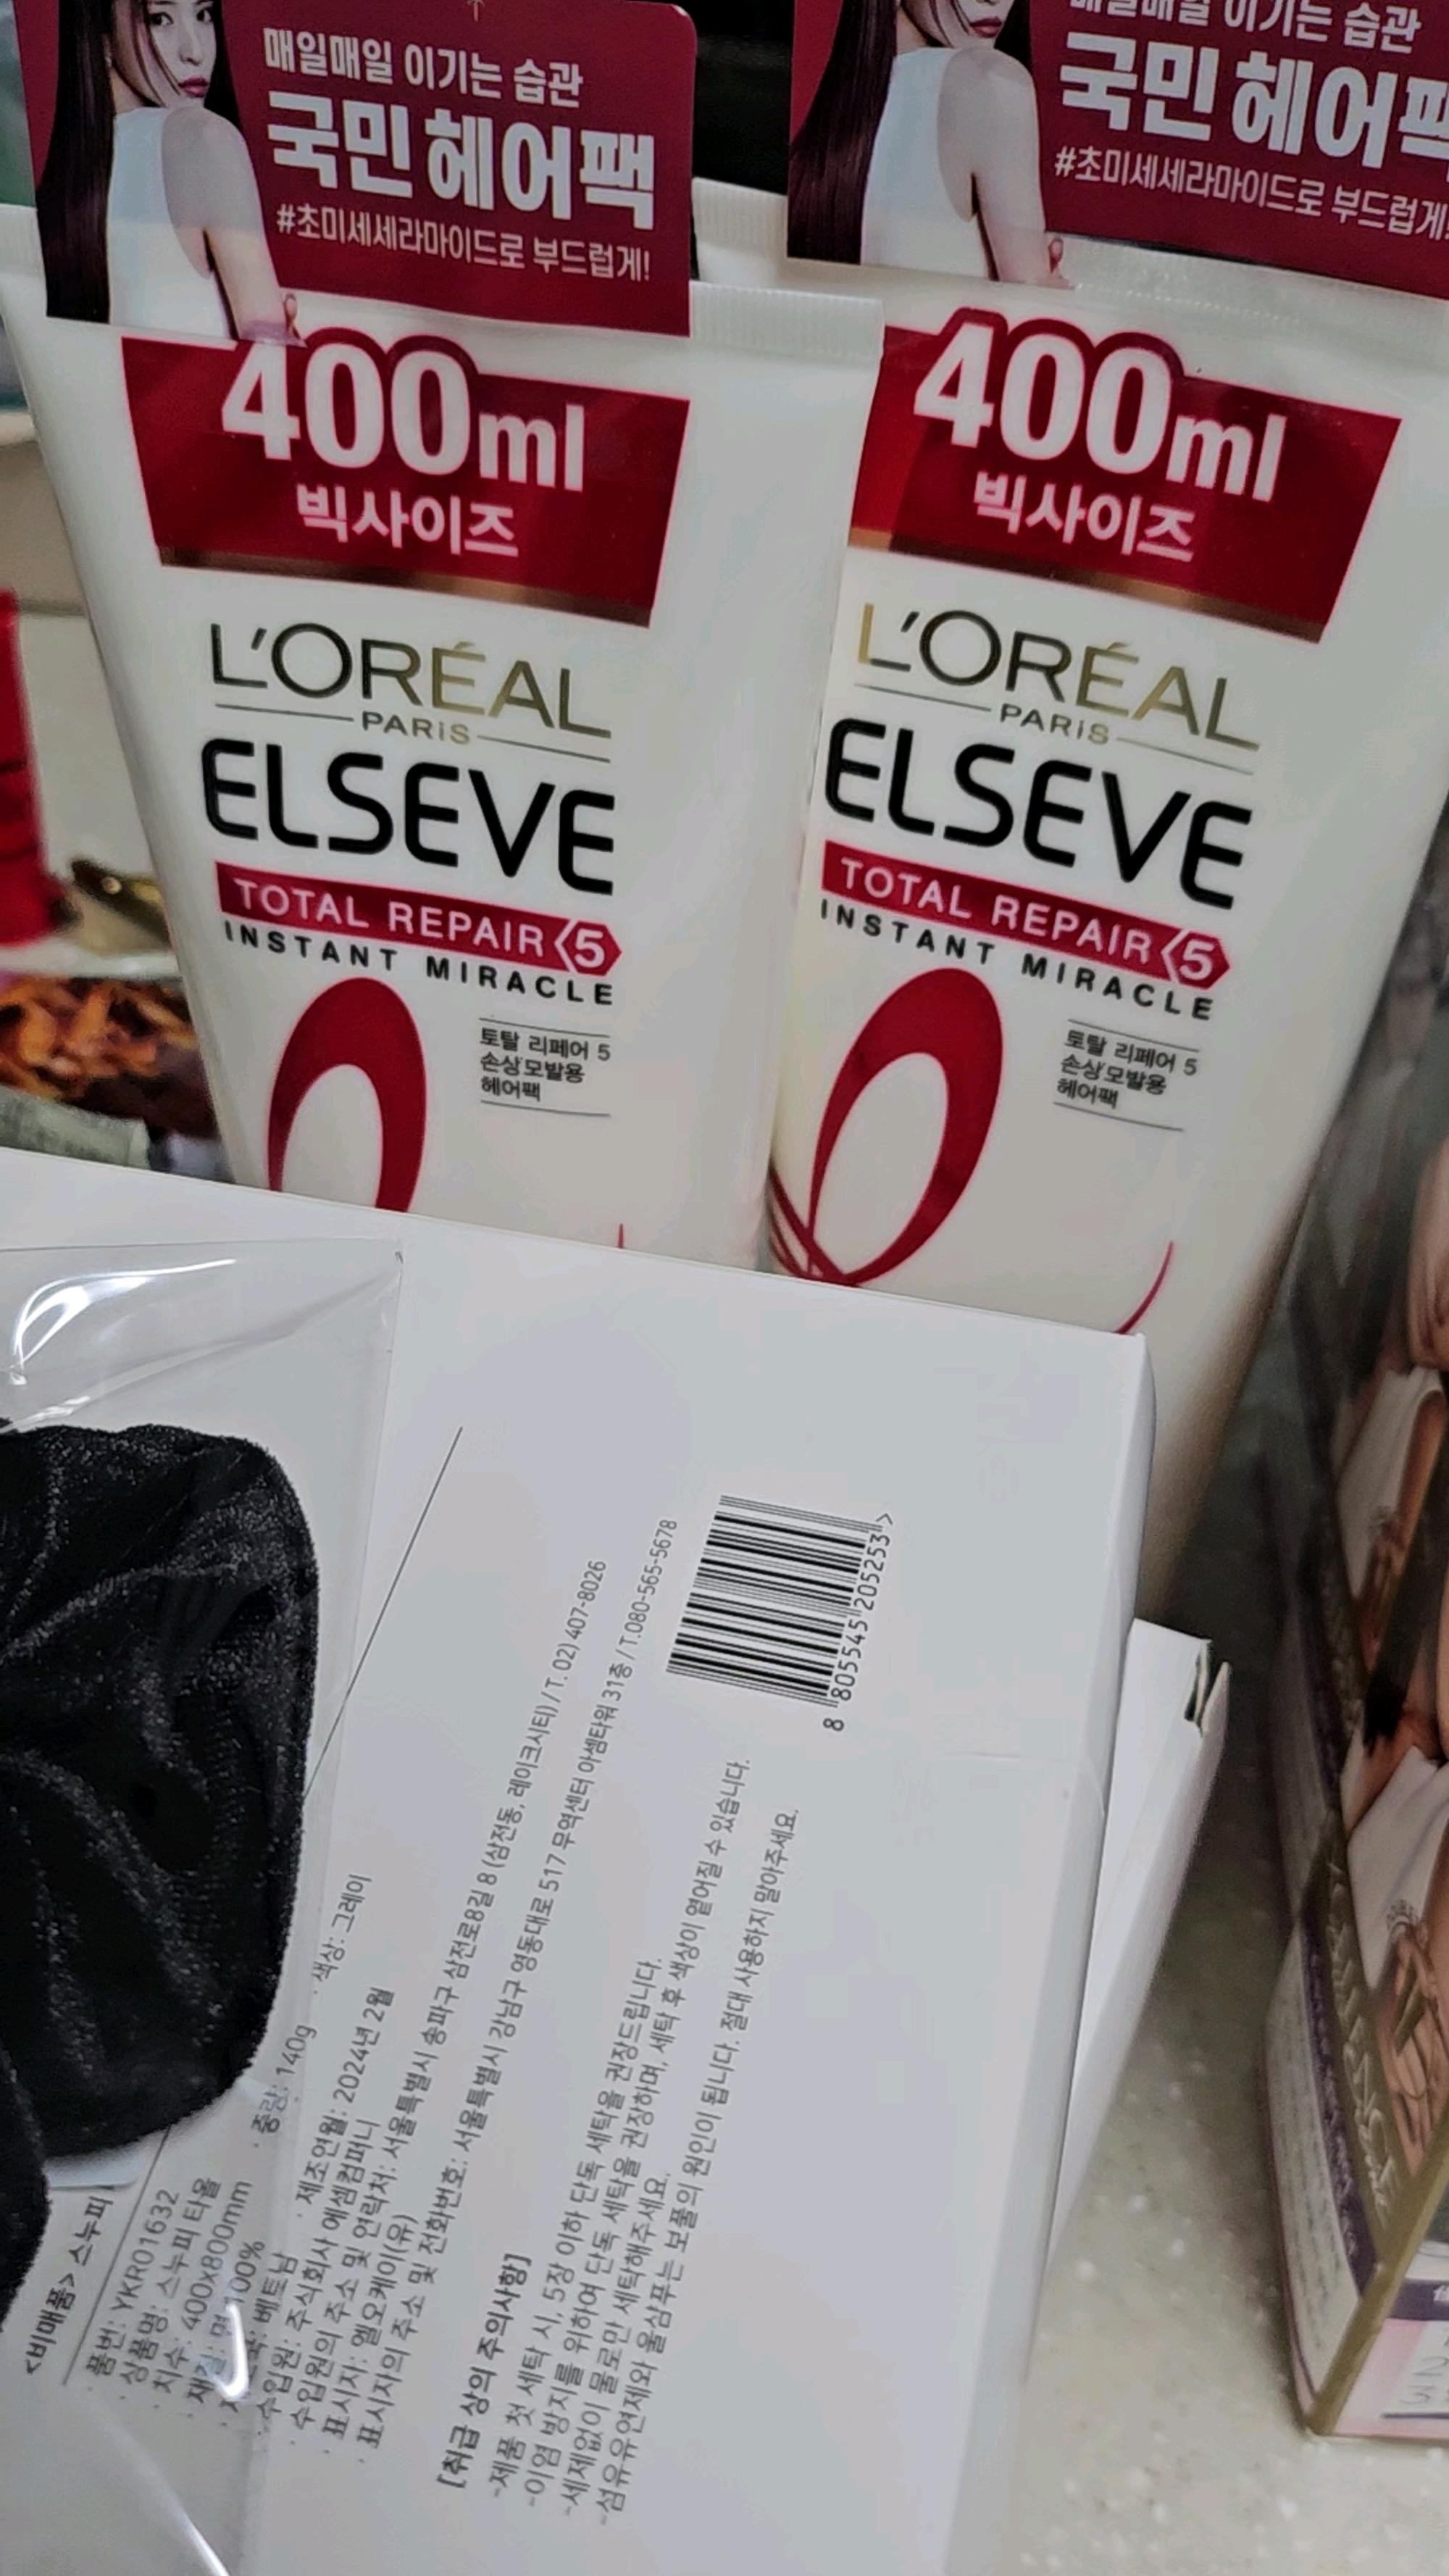 매일매일 이기는 습관
국민 헤어팩
#초미세세라마이드로 부드럽게!
400ml
빅사이즈
L'ORÉAL
PARIS
ELSEVE
TOTAL REPAIR 5
INSTANT MIRACLE
토탈 리페어 5
손상모발용
헤어팩
매일매일 이기는 습관
국민 헤어팩
#초미세세라마이드로 부드럽게!
400ml
빅사이즈
L'ORÉAL
PARIS
ELSEVE
TOTAL REPAIR 5
INSTANT MIRACLE
토탈 리페어 5
손상모발용
헤어팩
<비매품> 스누피
· 품번: YKR01632
· 상품명: 스누피 타올
· 치수: 400x800mm · 중량: 140g · 색상: 그레이
· 재질: 면 100%
베트남 · 제조연월: 2024년 2월
· 수입원: 주식회사 에셈컴퍼니
· 수입원의 주소 및 연락처: 서울특별시 송파구 삼전로8길 8 (삼전동, 레이크시티) / T. 02) 407-8026
· 표시자: 엘오케이(유)
· 표시자의 주소 및 전화번호: 서울특별시 강남구 영동대로 517 무역센터 아셈타워 31층 / T.080-565-5678
[취급 상의 주의사항]
-제품 첫 세탁 시, 5장 이하 단독 세탁을 권장드립니다.
-이염 방지를 위하여 단독 세탁을 권장하며, 세탁 후 색상이 옅어질 수 있습니다.
-세제없이 물로만 세탁해주세요.
-섬유유연제와 울샴푸는 보풀의 원인이 됩니다. 절대 사용하지 말아주세요.
8 805545 205253 >